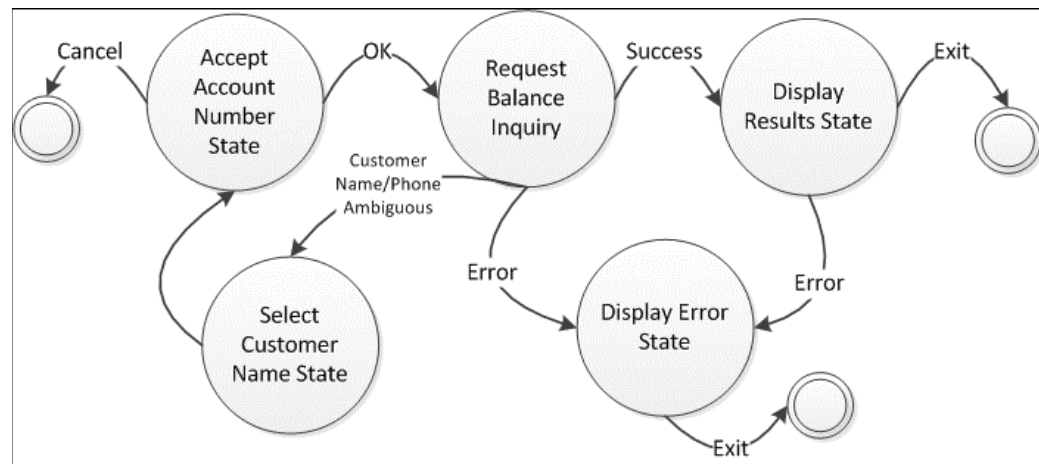 Cancel
Accept
Account
Number
State
OK
Request
Balance
Inquiry
Success
Display
Results State
Exit
Customer
Name/Phone
Ambiguous
Error
Select
Customer
Name State
Display Error
State
Error
Exit